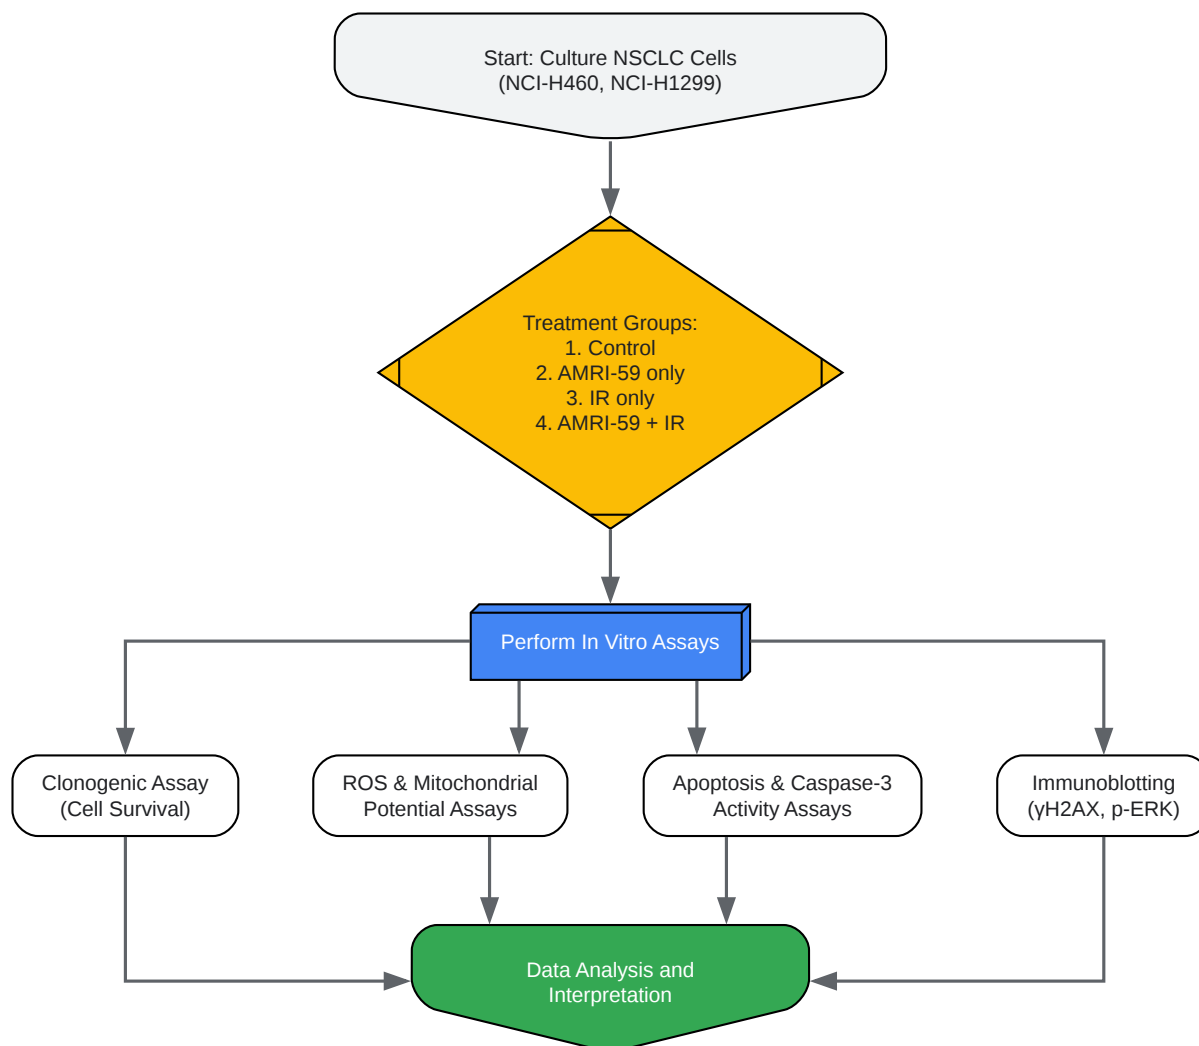 Start: Culture NSCLC Cells
(NCI-H460, NCI-H1299)
Treatment Groups:
1. Control
2. AMRI-59 only
3. IR only
4. AMRI-59 + IR
Perform In Vitro Assays
Clonogenic Assay
(Cell Survival)
ROS & Mitochondrial
Potential Assays
Apoptosis & Caspase-3
Activity Assays
Immunoblotting
(γH2AX, p-ERK)
Data Analysis and
Interpretation